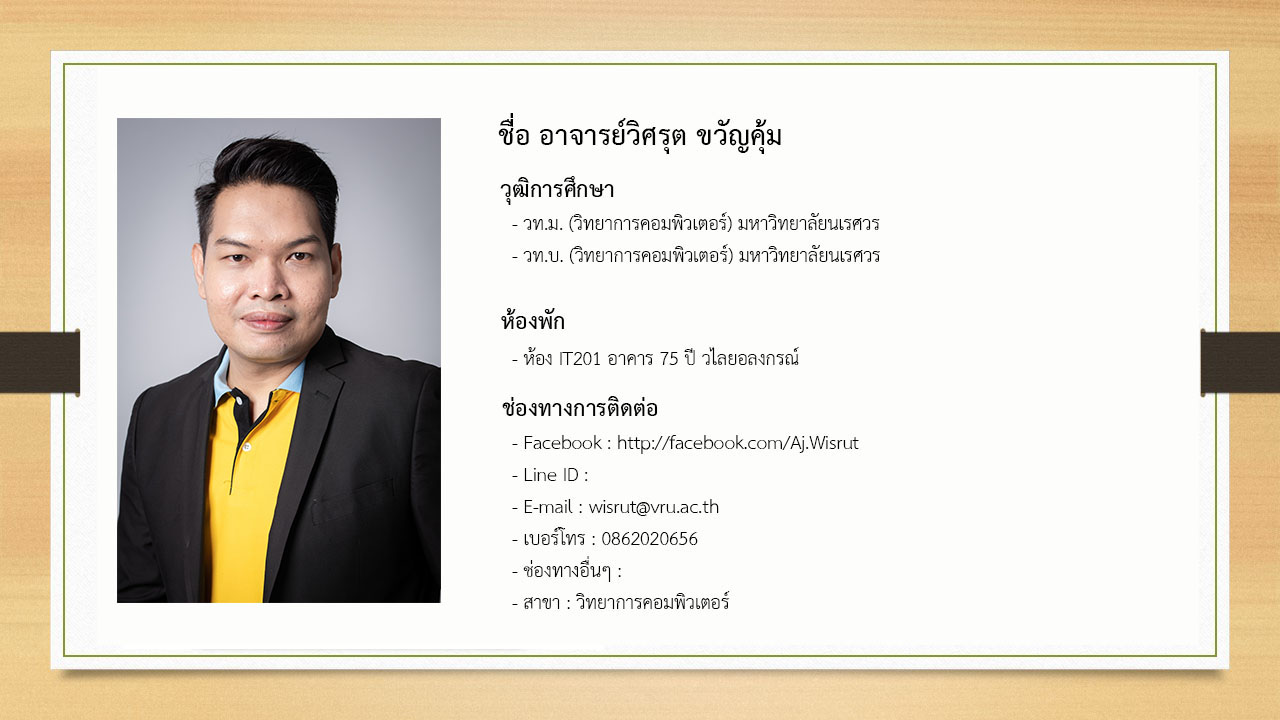 ชื่อ อาจารย์วิศรุต ขวัญคุ้ม
วุฒิการศึกษา
- วท.ม. (วิทยาการคอมพิวเตอร์) มหาวิทยาลัยนเรศวร
- วท.บ. (วิทยาการคอมพิวเตอร์) มหาวิทยาลัยนเรศวร
ห้องพัก
- ห้อง IT201 อาคาร 75 ปี วไลยอลงกรณ์
ช่องทางการติดต่อ
- Facebook : http://facebook.com/Aj.Wisrut
- Line ID :
- E-mail : wisrut@vru.ac.th
- เบอร์โทร : 0862020656
- ช่องทางอื่นๆ :
- สาขา : วิทยาการคอมพิวเตอร์